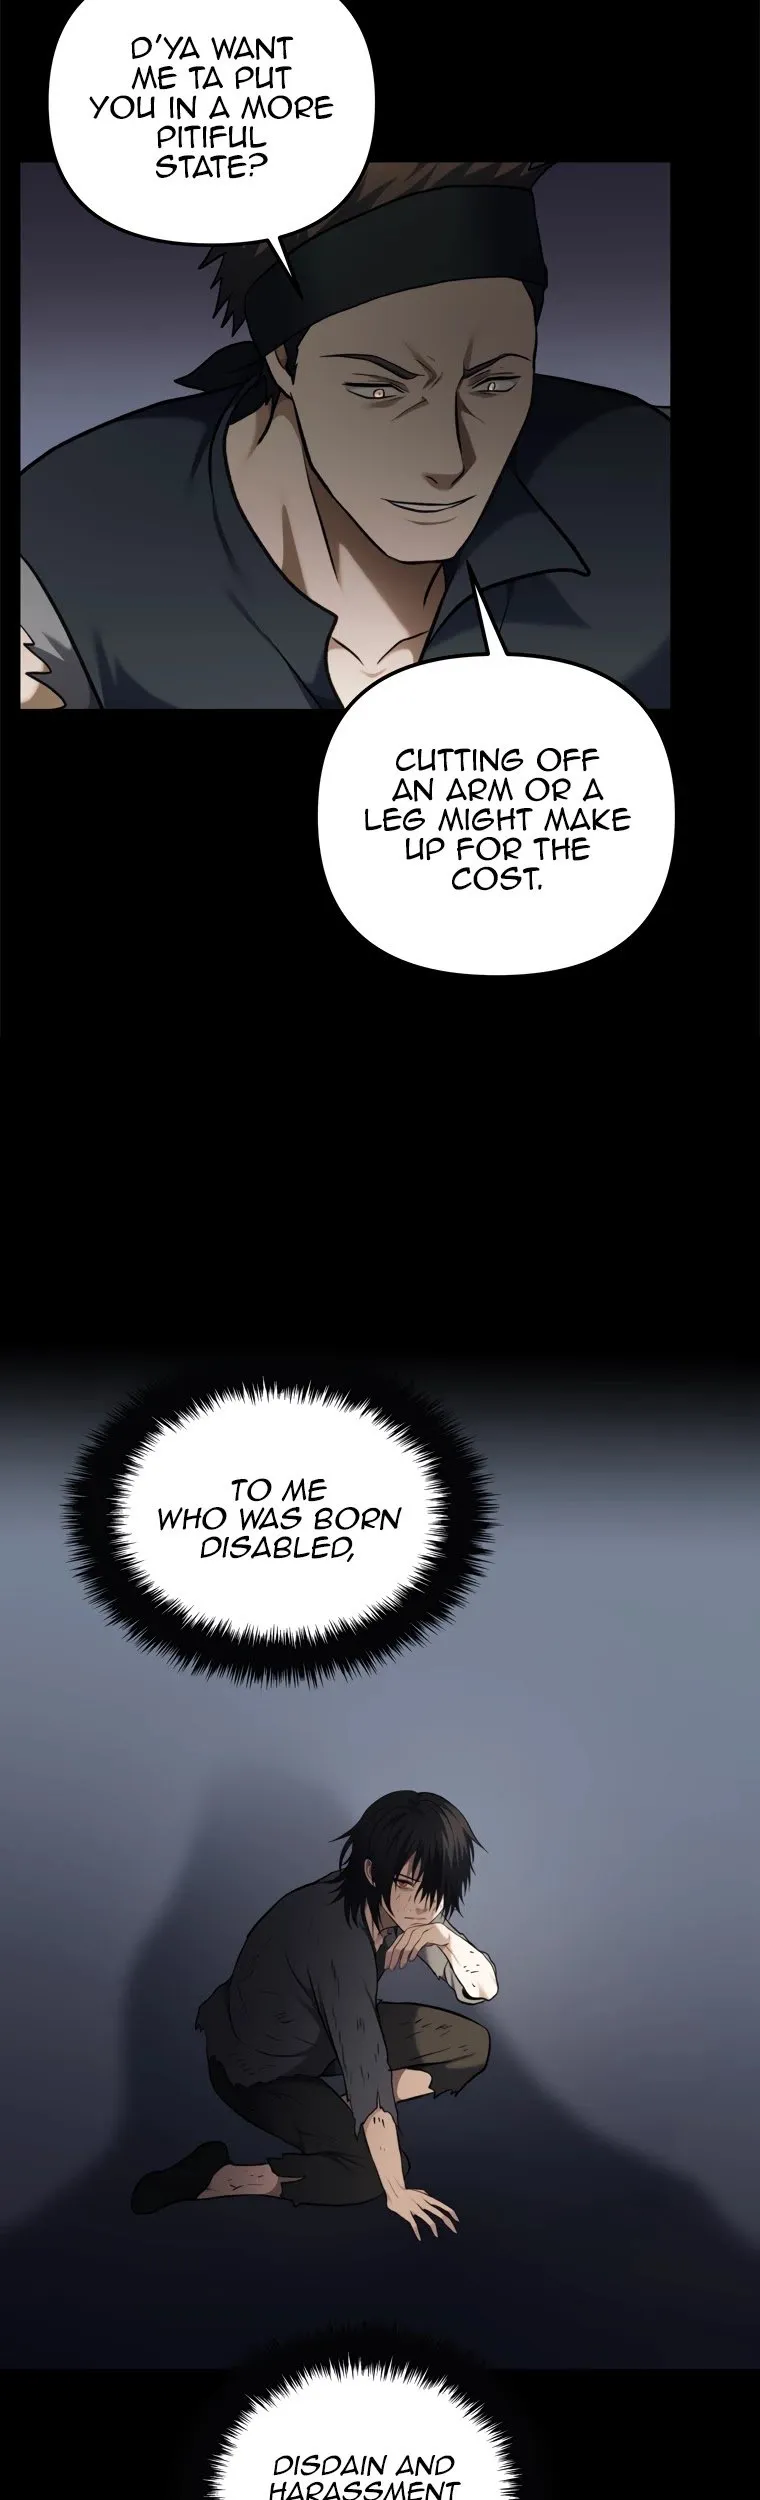 D'YA WANT
ME TA PUT
YOU IN A MORE
PITIFUL
STATE?
CUTTING OFF
AN ARM OR A
LEG MIGHT MAKE
UP FOR THE
COST.
TO ME
WHO WAS BORN
DISABLED,
DISDAIN AND
HARASSMENT